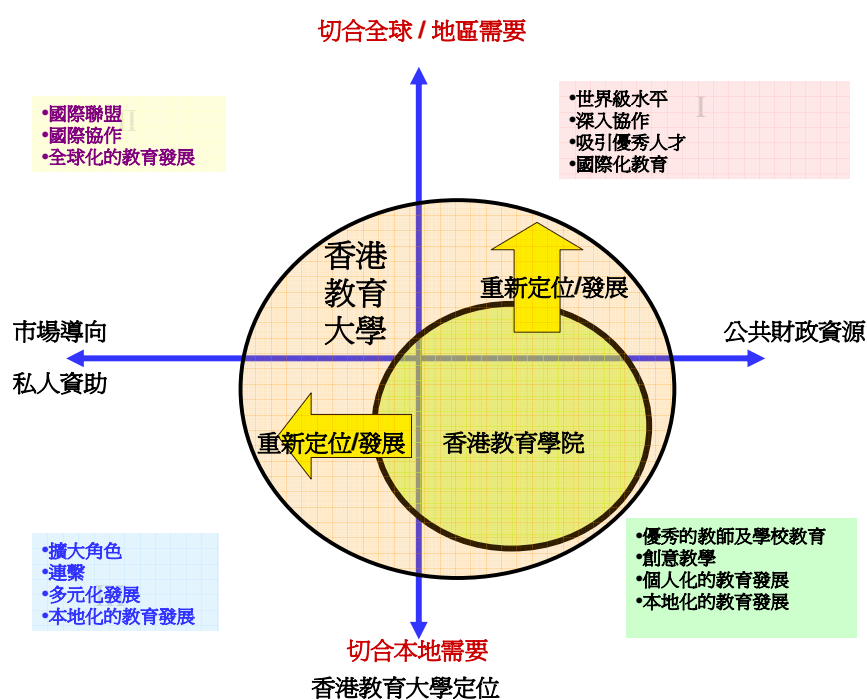 切合全球 / 地區需要
•國際聯盟
•國際協作
•全球化的教育發展
I
•世界級水平
•深入協作
•吸引優秀人才
•國際化教育
香港
教育
大學
重新定位/發展
市場導向
私人資助
公共財政資源
重新定位/發展
香港教育學院
•擴大角色
•連繫
•多元化發展
•本地化的教育發展
•優秀的教師及學校教育
•創意教學
•個人化的教育發展
•本地化的教育發展
切合本地需要
香港教育大學定位